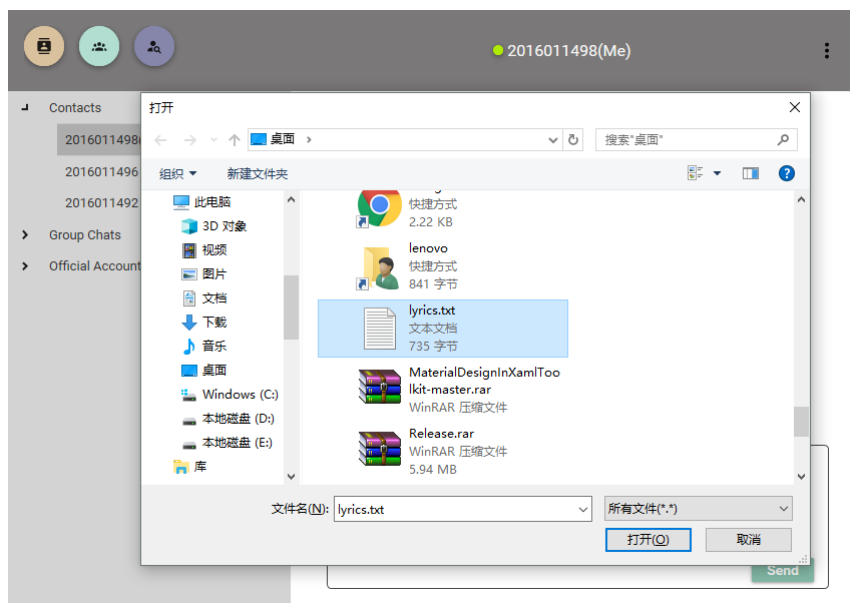 2016011498(Me)
Contacts
2016011498(
2016011496
2016011492
Group Chats
Official Account
打开
桌面
搜索"桌面"
组织
新建文件夹
此电脑
3D 对象
视频
图片
文档
下载
音乐
桌面
Windows (C:)
本地磁盘 (D:)
本地磁盘 (E:)
库
快捷方式
2.22 KB
lenovo
快捷方式
841 字节
lyrics.txt
文本文档
735 字节
MaterialDesignInXamlToo
lkit-master.rar
WinRAR 压缩文件
Release.rar
WinRAR 压缩文件
5.94 MB
文件名(N):
lyrics.txt
所有文件(*.*)
打开(O)
取消
Send